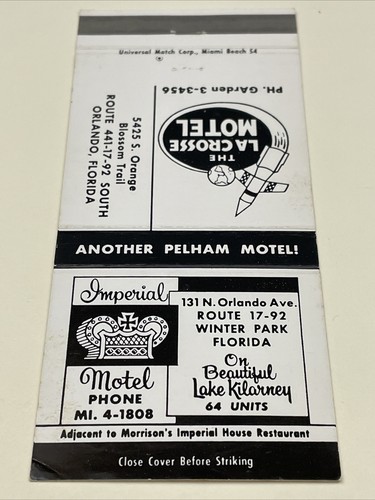 Universal Match Corp., Miami Beach 54
PH. GArden 3-3456
THE
LA CROSSE
MOTEL
5425 S. Orange
Blossom Trail
ROUTE 441-17-92 SOUTH
ORLANDO, FLORIDA
ANOTHER PELHAM MOTEL!
Imperial
Motel
PHONE
MI. 4-1808
131 N. Orlando Ave.
ROUTE 17-92
WINTER PARK
FLORIDA
On
Beautiful
Lake Kilarney
64 UNITS
Adjacent to Morrison's Imperial House Restaurant
Close Cover Before Striking